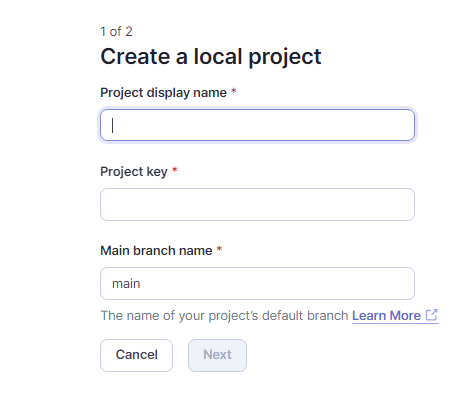 1 of 2
Create a local project
Project display name *
Project key *
Main branch name *
main
The name of your project's default branch Learn More
Cancel Next